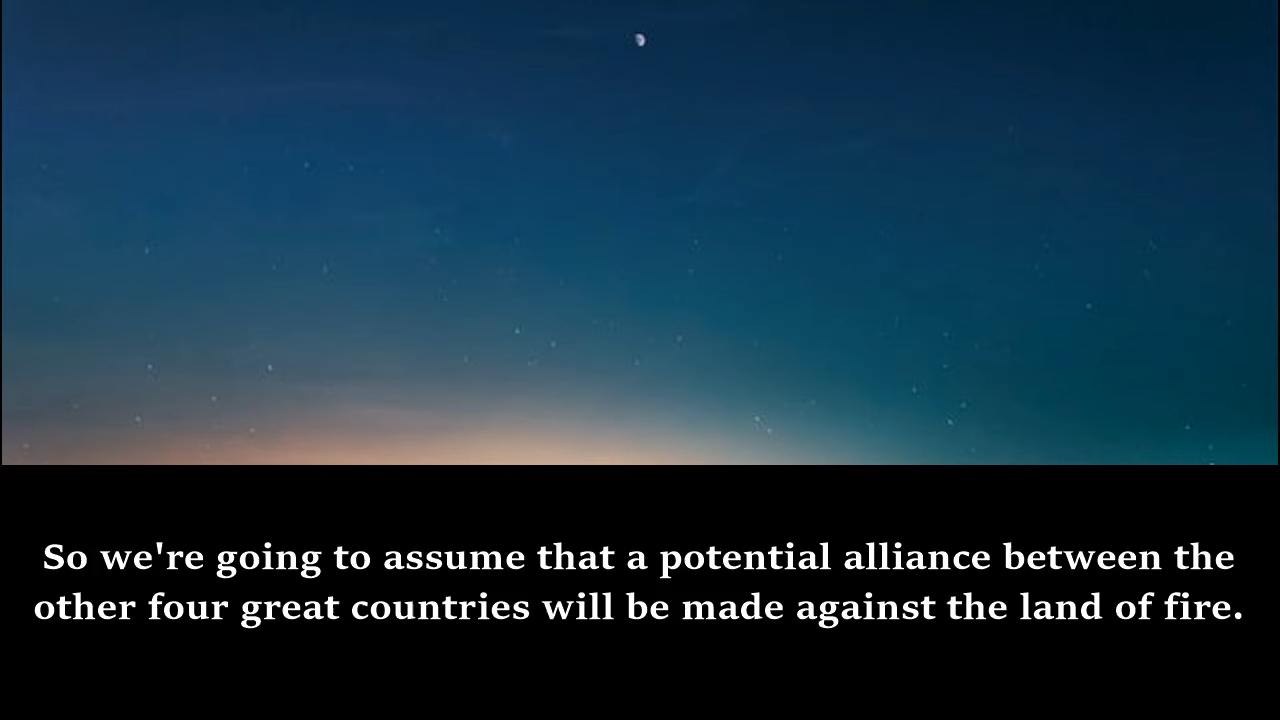 So we're going to assume that a potential alliance between the
other four great countries will be made against the land of fire.